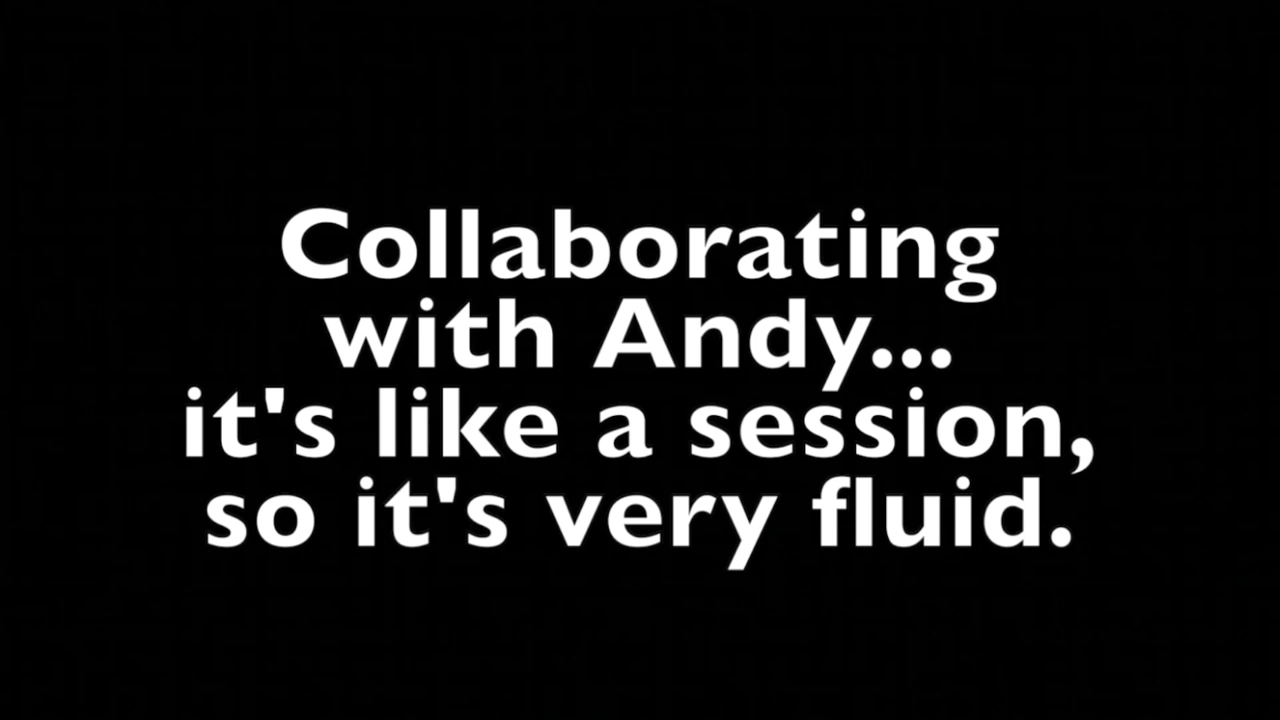 Collaborating
with Andy...
it's like a session,
so it's very fluid.